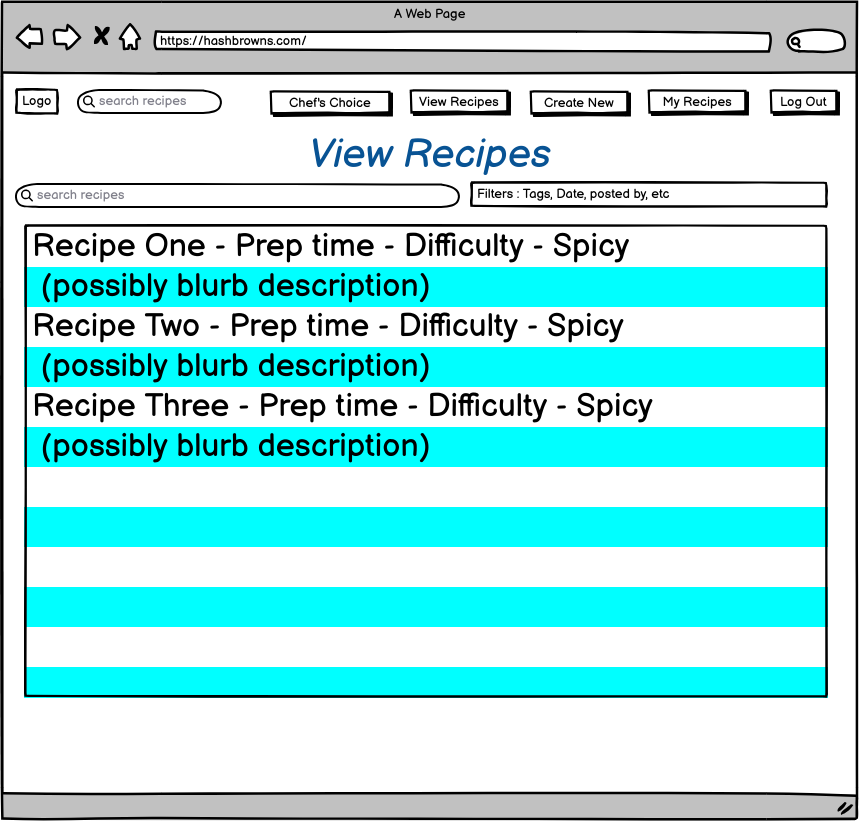 A Web Page
https://hashbrowns.com/
Logo
search recipes
Chef's Choice
View Recipes
Create New
My Recipes
Log Out
View Recipes
search recipes
Filters : Tags, Date, posted by, etc
Recipe One - Prep time - Difficulty - Spicy
(possibly blurb description)
Recipe Two - Prep time - Difficulty - Spicy
(possibly blurb description)
Recipe Three - Prep time - Difficulty - Spicy
(possibly blurb description)